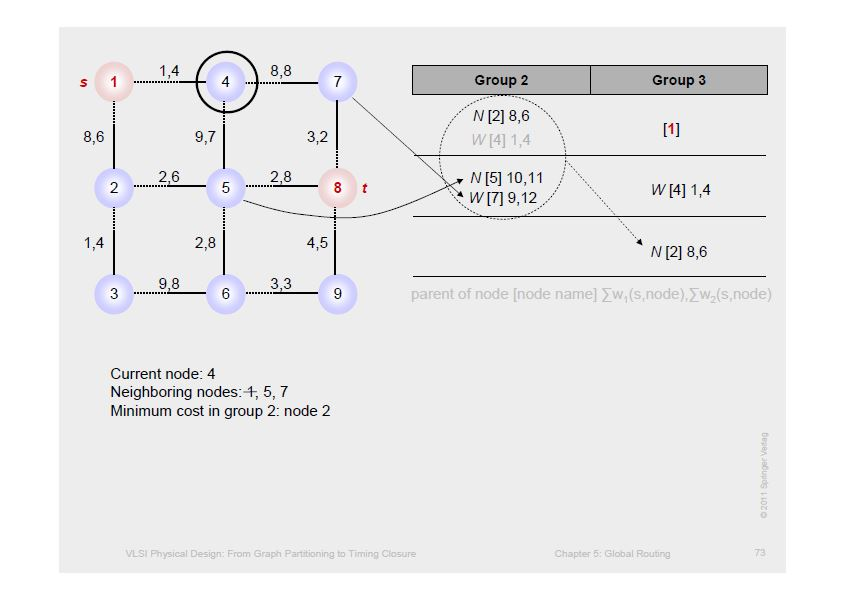 s 1 1,4 4 8,8 7
8,6 9,7 3,2
2 2,6 5 2,8 8 t
1,4 2,8 4,5
3 9,8 6 3,3 9
Group 2 Group 3
N [2] 8,6
W [4] 1,4
[1]
N [5] 10,11
W [7] 9,12
W [4] 1,4
N [2] 8,6
parent of node [node name] ∑w1(s,node),∑w2(s,node)
Current node: 4
Neighboring nodes: 1, 5, 7
Minimum cost in group 2: node 2
© 2011 Springer Verlag
VLSI Physical Design: From Graph Partitioning to Timing Closure Chapter 5: Global Routing 73